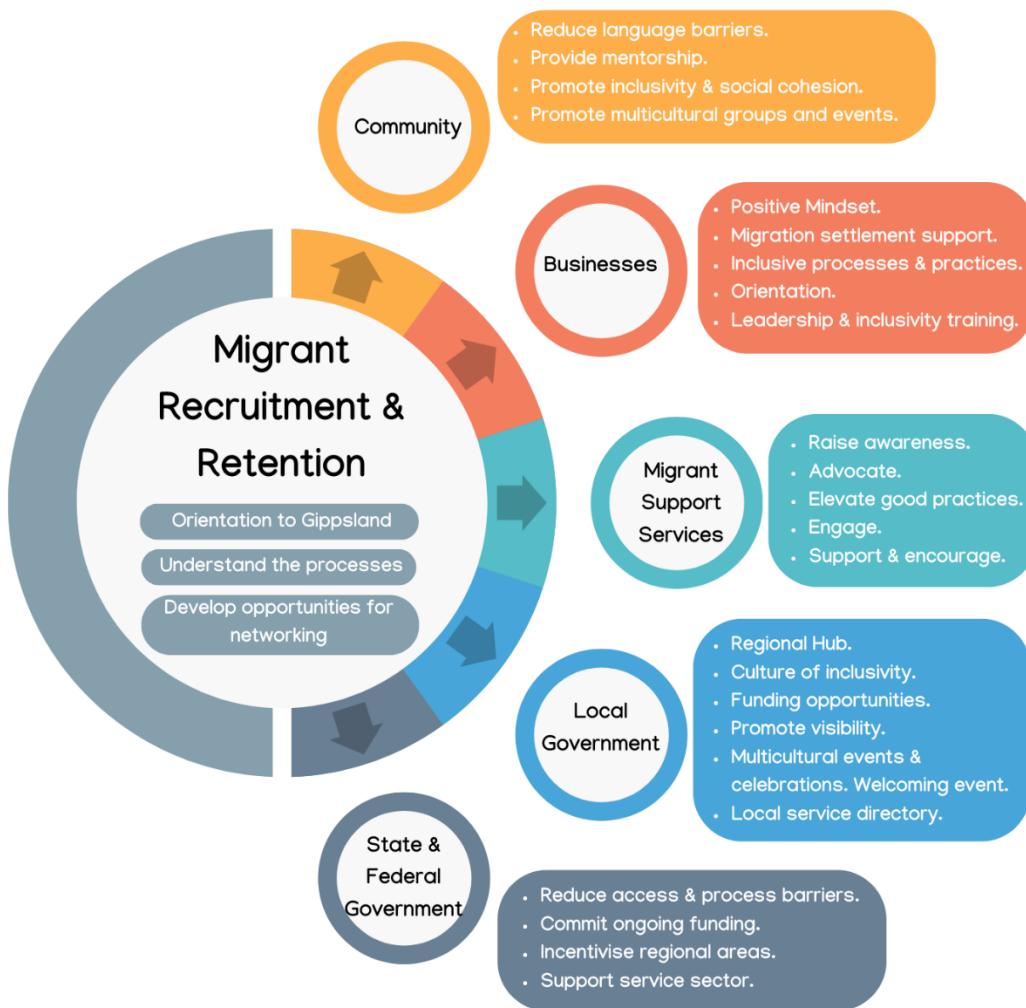 Migrant
Recruitment &
Retention
Orientation to Gippsland
Understand the processes
Develop opportunities for
networking
Community
• Reduce language barriers.
• Provide mentorship.
• Promote inclusivity & social cohesion.
• Promote multicultural groups and events.
Businesses
• Positive Mindset.
• Migration settlement support.
• Inclusive processes & practices.
• Orientation.
• Leadership & inclusivity training.
Migrant
Support
Services
• Raise awareness.
• Advocate.
• Elevate good practices.
• Engage.
• Support & encourage.
Local
Government
• Regional Hub.
• Culture of inclusivity.
• Funding opportunities.
• Promote visibility.
• Multicultural events &
celebrations. Welcoming event.
• Local service directory.
State &
Federal
Government
• Reduce access & process barriers.
• Commit ongoing funding.
• Incentivise regional areas.
• Support service sector.